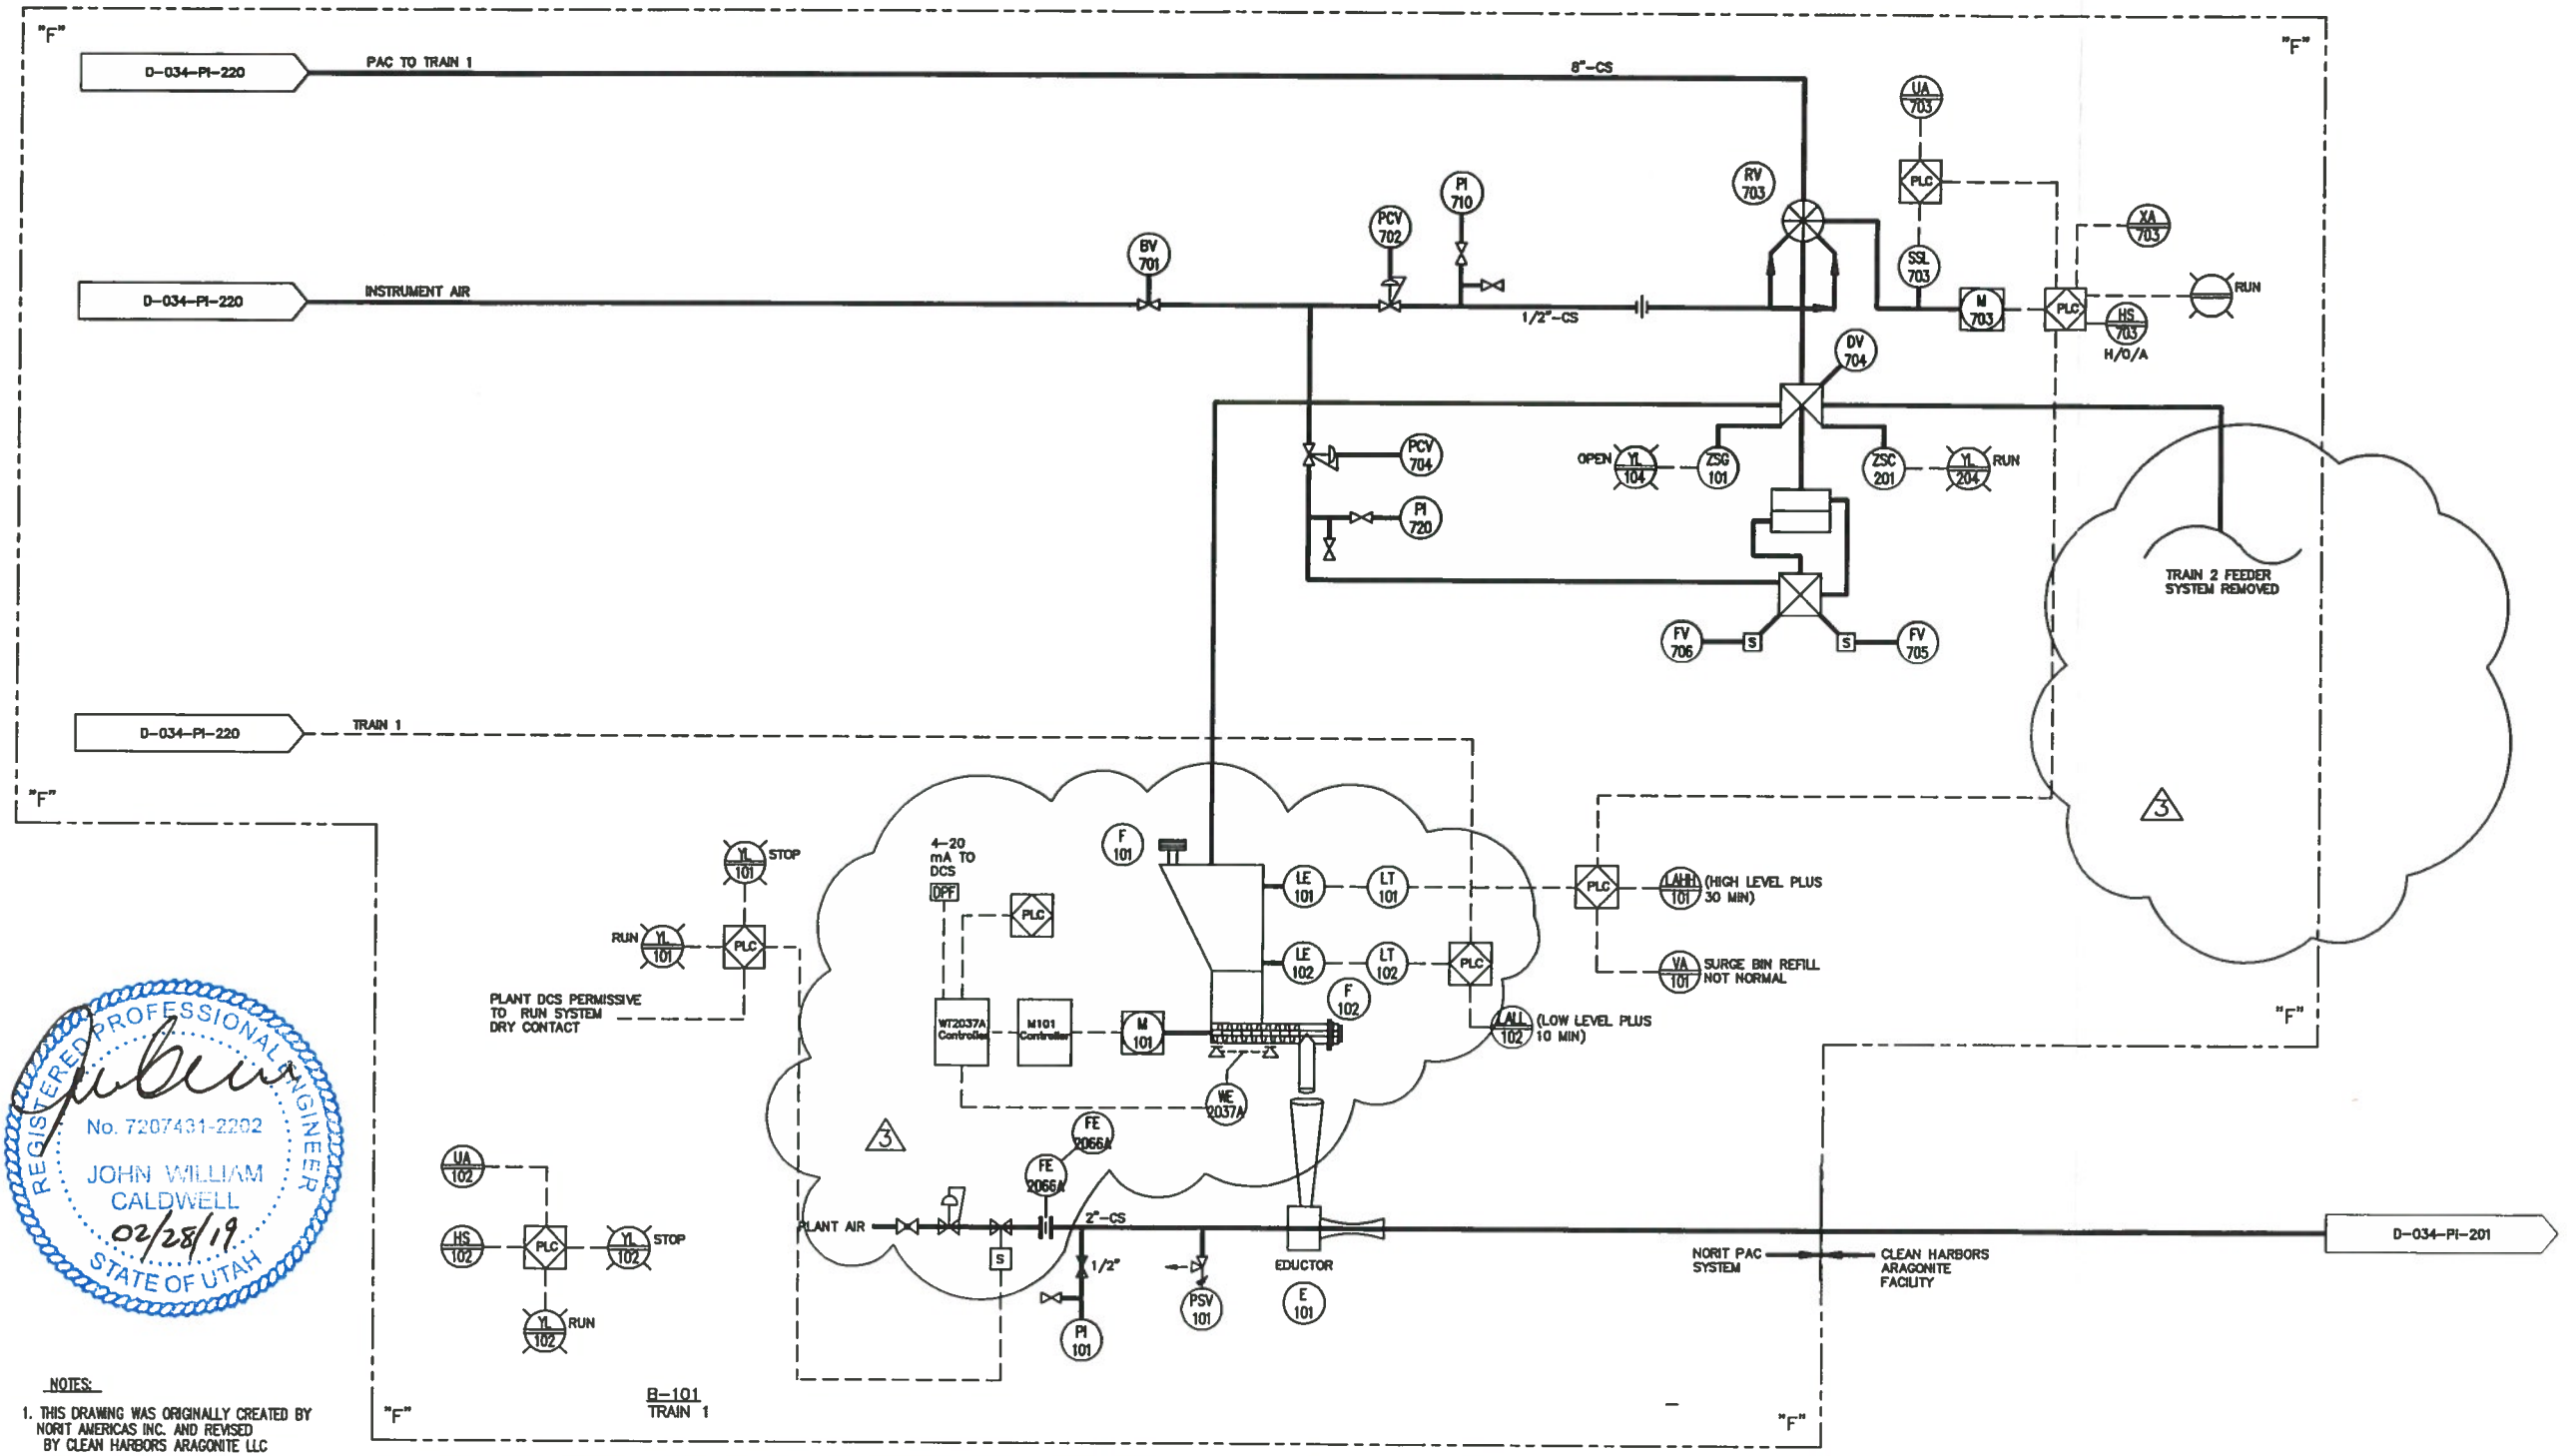 "F"
"F"
D-034-PI-220
PAC TO TRAIN 1
8"-CS
UA
703
PLC
RV
703
PI
710
PCV
702
BV
701
SSL
703
XA
703
D-034-PI-220
INSTRUMENT AIR
1/2"-CS
M
703
PLC
RUN
HS
703
H/O/A
DV
704
PCV
704
OPEN
YL
104
ZSG
101
ZSC
201
YL
204
RUN
PI
720
TRAIN 2 FEEDER
SYSTEM REMOVED
FV
706
S
S
FV
705
D-034-PI-220
TRAIN 1
"F"
3
YL
101
STOP
RUN
YL
101
PLC
PLANT DCS PERMISSIVE
TO RUN SYSTEM
DRY CONTACT
4-20
mA TO
DCS
DPF
PLC
F
101
LE
101
LT
101
PLC
LAHH
101
(HIGH LEVEL PLUS
30 MIN)
LE
102
LT
102
PLC
VA
101
SURGE BIN REFILL
NOT NORMAL
F
102
LALL
102
(LOW LEVEL PLUS
10 MIN)
"F"
WT2037A
Controller
M101
Controller
M
101
WE
2037A
3
FE
2066A
FE
2066A
PLANT AIR
2"-CS
S
1/2"
PI
101
PSV
101
EDUCTOR
E
101
NORIT PAC
SYSTEM
CLEAN HARBORS
ARAGONITE
FACILITY
D-034-PI-201
UA
102
HS
102
PLC
YL
102
STOP
YL
102
RUN
REGISTERED PROFESSIONAL ENGINEER
No. 7207431-2202
JOHN WILLIAM
CALDWELL
02/28/19
STATE OF UTAH
NOTES:
1. THIS DRAWING WAS ORIGINALLY CREATED BY
NORIT AMERICAS INC. AND REVISED
BY CLEAN HARBORS ARAGONITE LLC
"F"
B-101
TRAIN 1
"F"